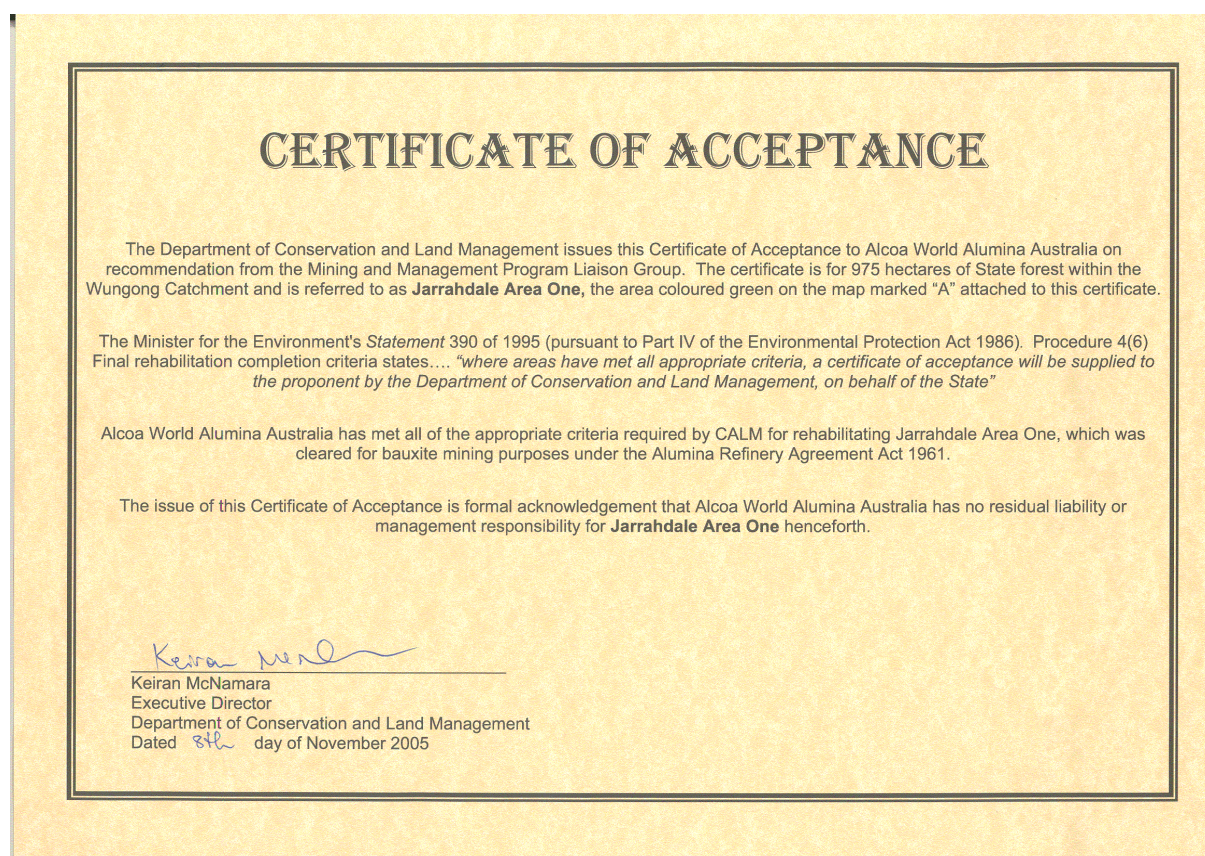 CERTIFICATE OF ACCEPTANCE
The Department of Conservation and Land Management issues this Certificate of Acceptance to Alcoa World Alumina Australia on
recommendation from the Mining and Management Program Liaison Group.  The certificate is for 975 hectares of State forest within the
Wungong Catchment and is referred to as Jarrahdale Area One, the area coloured green on the map marked “A” attached to this certificate.
The Minister for the Environment's Statement 390 of 1995 (pursuant to Part IV of the Environmental Protection Act 1986).  Procedure 4(6)
Final rehabilitation completion criteria states…. “where areas have met all appropriate criteria, a certificate of acceptance will be supplied to
the proponent by the Department of Conservation and Land Management, on behalf of the State”
Alcoa World Alumina Australia has met all of the appropriate criteria required by CALM for rehabilitating Jarrahdale Area One, which was
cleared for bauxite mining purposes under the Alumina Refinery Agreement Act 1961.
The issue of this Certificate of Acceptance is formal acknowledgement that Alcoa World Alumina Australia has no residual liability or
management responsibility for Jarrahdale Area One henceforth.
Keiran
Keiran McNamara
Executive Director
Department of Conservation and Land Management
Dated 8th day of November 2005